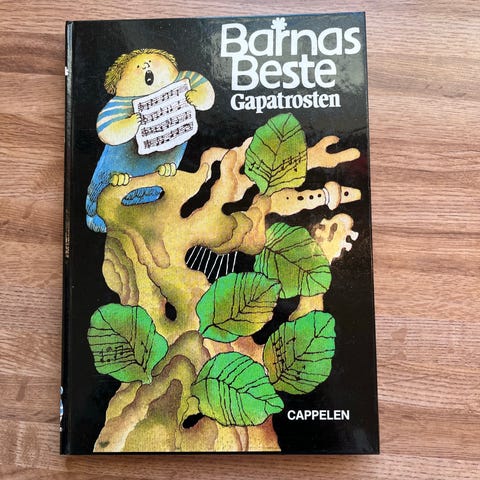 Barnas
Beste
Gapatrosten
CAPPELEN